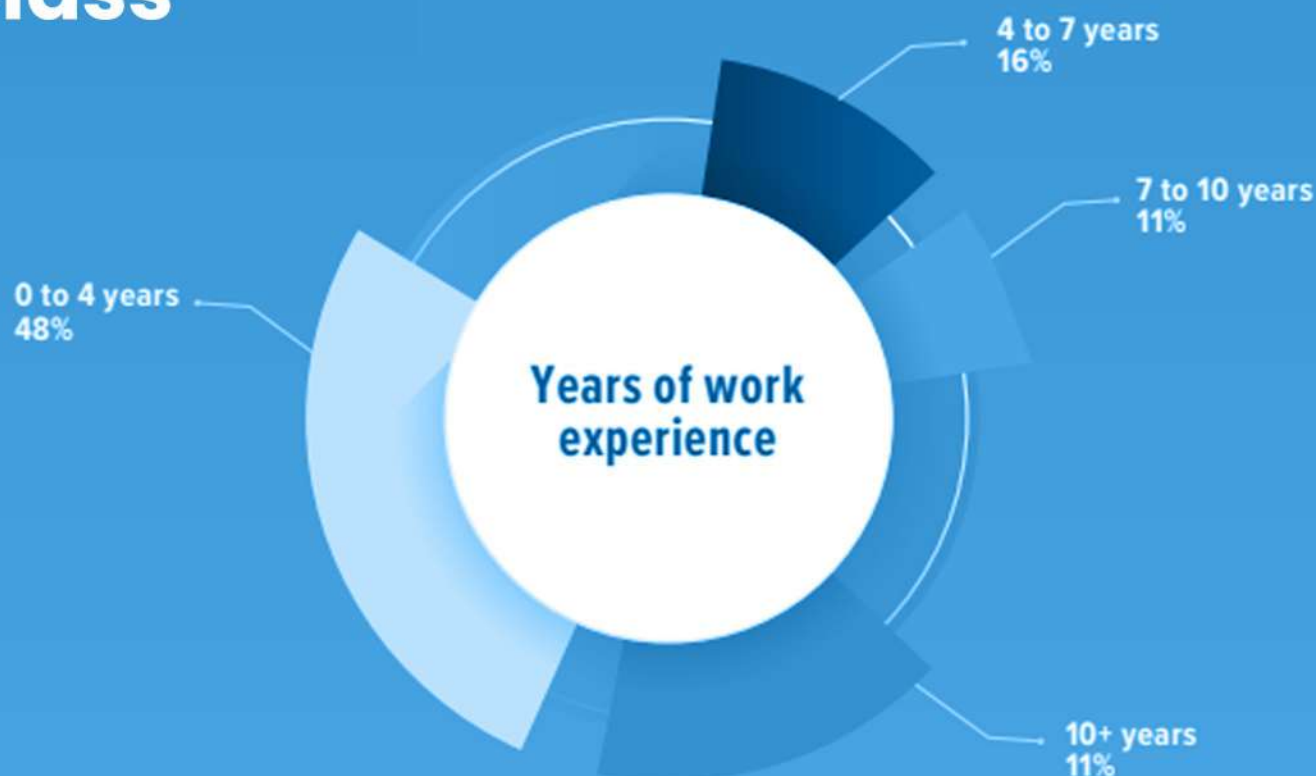 4 to 7 years
16%
7 to 10 years
11%
0 to 4 years
48%
Years of work
experience
10+ years
11%